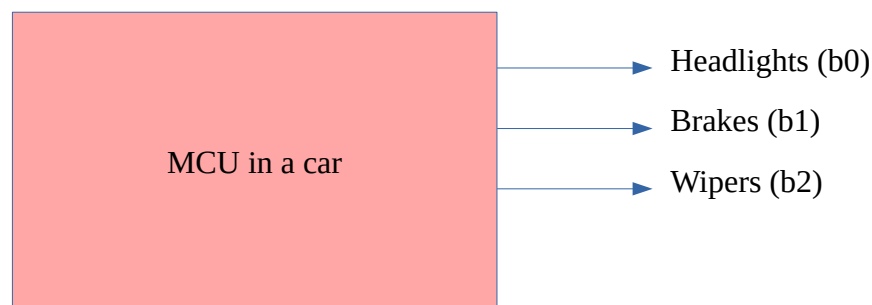 Headlights (b0)
Brakes (b1)
MCU in a car
Wipers (b2)